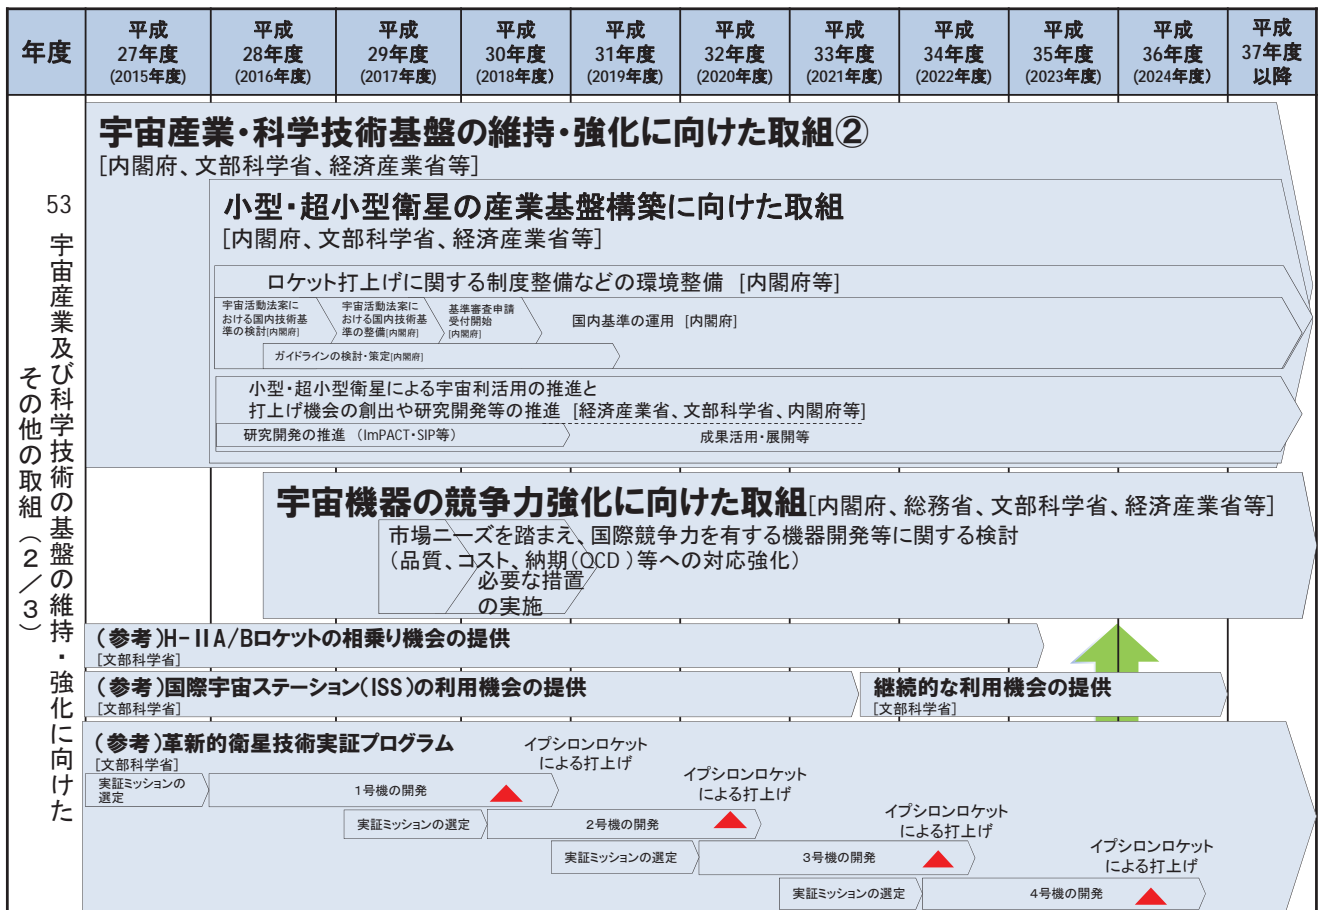 年度
平成
27年度
(2015年度)
平成
28年度
(2016年度)
平成
29年度
(2017年度)
平成
30年度
(2018年度)
平成
31年度
(2019年度)
平成
32年度
(2020年度)
平成
33年度
(2021年度)
平成
34年度
(2022年度)
平成
35年度
(2023年度)
平成
36年度
(2024年度)
平成
37年度
以降
53 宇宙産業及び科学技術の基盤の維持・強化に向けた
その他の取組（2／3）
宇宙産業・科学技術基盤の維持・強化に向けた取組②
[内閣府、文部科学省、経済産業省等]
小型・超小型衛星の産業基盤構築に向けた取組
[内閣府、文部科学省、経済産業省等]
ロケット打上げに関する制度整備などの環境整備 [内閣府等]
宇宙活動法案に
おける国内技術基
準の検討[内閣府]
宇宙活動法案に
おける国内技術基
準の整備[内閣府]
基準審査申請
受付開始
[内閣府]
国内基準の運用 [内閣府]
ガイドラインの検討・策定[内閣府]
小型・超小型衛星による宇宙利活用の推進と
打上げ機会の創出や研究開発等の推進 [経済産業省、文部科学省、内閣府等]
研究開発の推進 （ImPACT・SIP等）
成果活用・展開等
宇宙機器の競争力強化に向けた取組[内閣府、総務省、文部科学省、経済産業省等]
市場ニーズを踏まえ、国際競争力を有する機器開発等に関する検討
（品質、コスト、納期(QCD)等への対応強化）
必要な措置
の実施
（参考）H-ⅡA/Bロケットの相乗り機会の提供
[文部科学省]
（参考）国際宇宙ステーション(ISS)の利用機会の提供
[文部科学省]
継続的な利用機会の提供
[文部科学省]
（参考）革新的衛星技術実証プログラム
[文部科学省]
実証ミッションの
選定
1号機の開発
イプシロンロケット
による打上げ
実証ミッションの選定
2号機の開発
イプシロンロケット
による打上げ
実証ミッションの選定
3号機の開発
イプシロンロケット
による打上げ
実証ミッションの選定
4号機の開発
イプシロンロケット
による打上げ